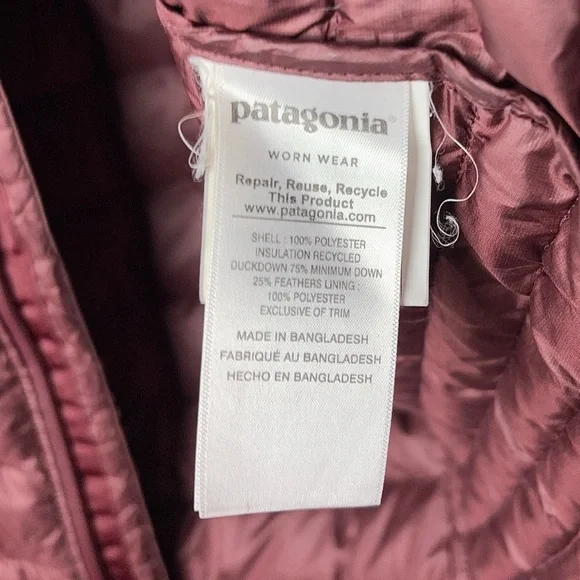 patagonia®
WORN WEAR
Repair, Reuse, Recycle
This Product
www.patagonia.com
SHELL : 100% POLYESTER
INSULATION RECYCLED
DUCKDOWN 75% MINIMUM DOWN
25% FEATHERS LINING :
100% POLYESTER
EXCLUSIVE OF TRIM
MADE IN BANGLADESH
FABRIQUÉ AU BANGLADESH
HECHO EN BANGLADESH